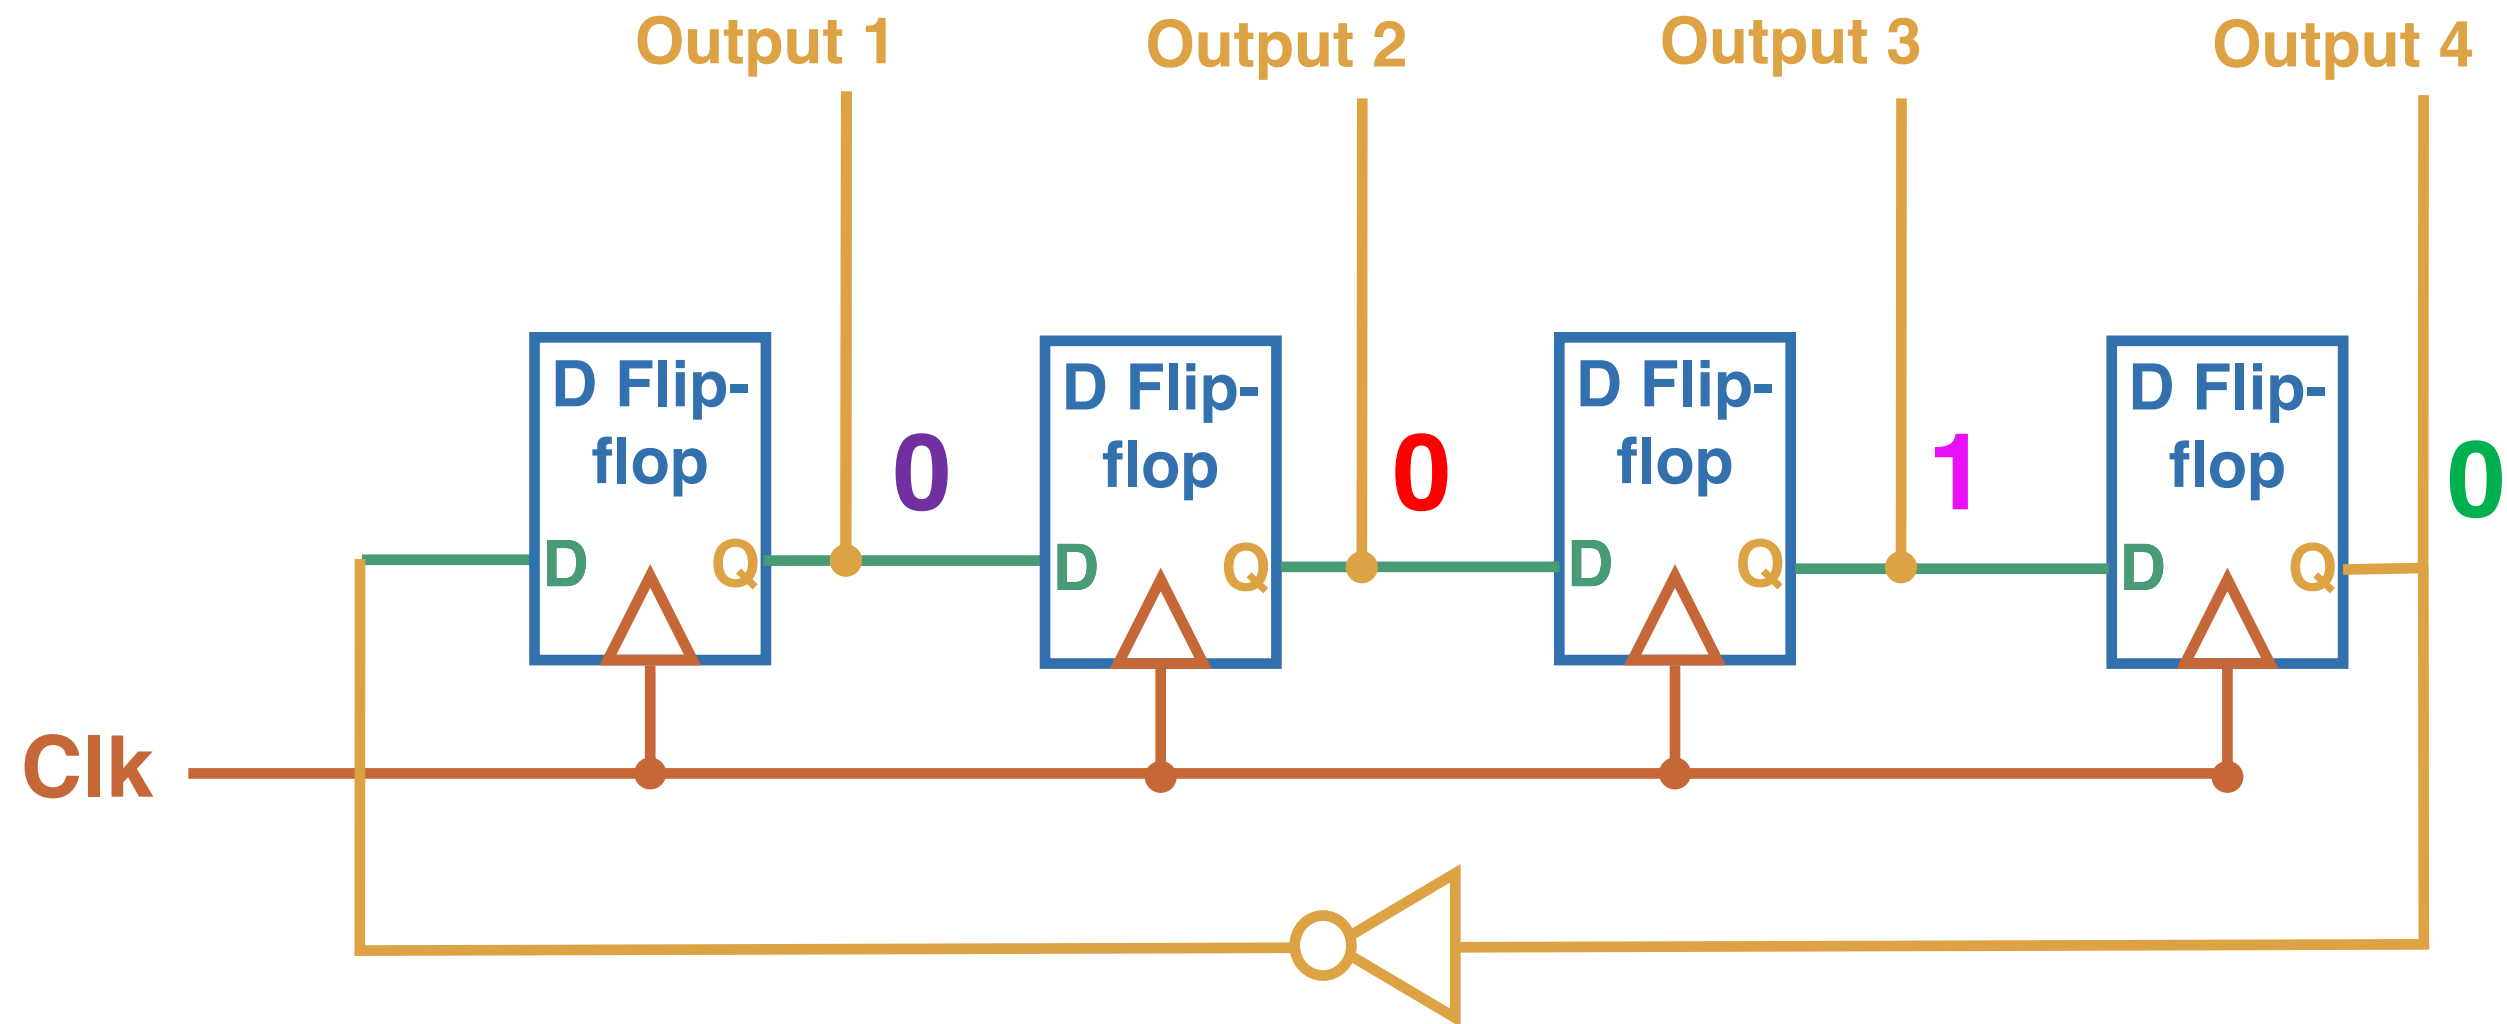 Output 1
Output 2
Output 3
Output 4
D Flip-
flop
D Flip-
flop
D Flip-
flop
D Flip-
flop
0
0
1
0
D
Q
D
Q
D
Q
D
Q
Clk